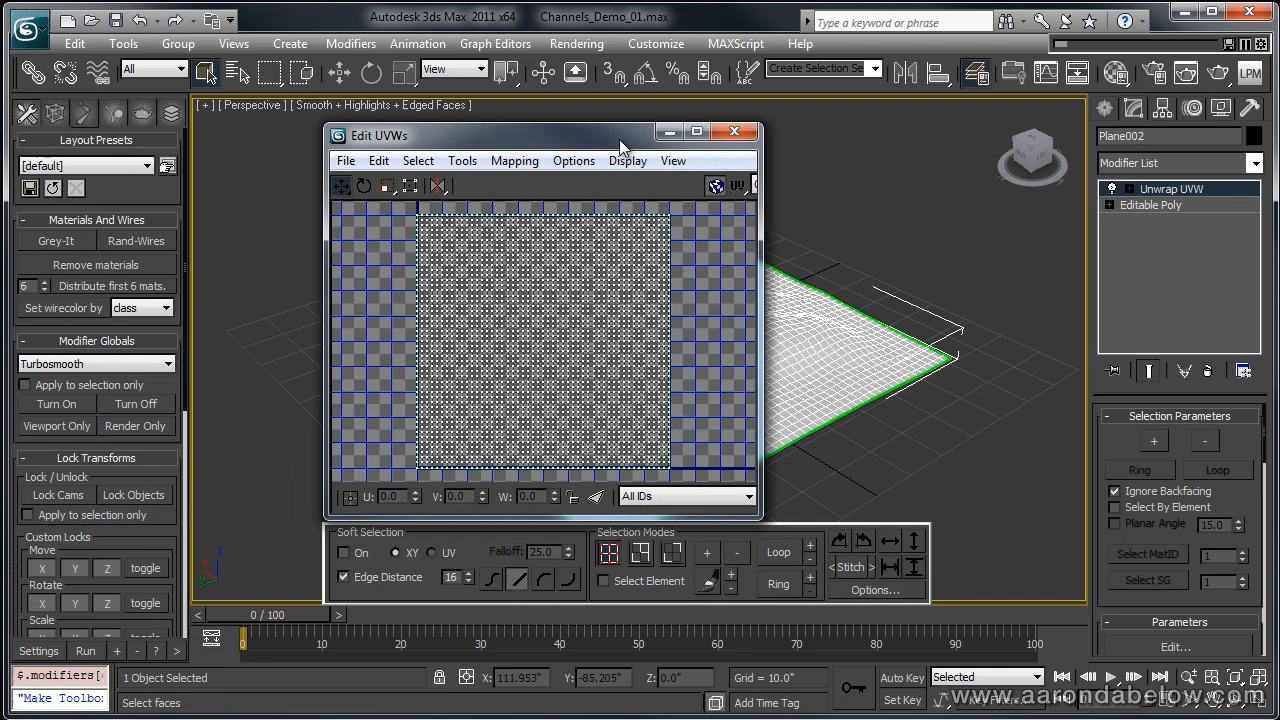 Autodesk 3ds Max 2011 x64 Channels_Demo_01.max
Type a keyword or phrase
Edit Tools Group Views Create Modifiers Animation Graph Editors Rendering Customize MAXScript Help
All View Create Selection Se LPM
[ + ] [ Perspective ] [ Smooth + Highlights + Edged Faces ]
Layout Presets
[default]
Materials And Wires
Grey-It Rand-Wires
Remove materials
6 Distribute first 6 mats.
Set wirecolor by class
Modifier Globals
Turbosmooth
Apply to selection only
Turn On Turn Off
Viewport Only Render Only
Lock Transforms
Lock / Unlock
Lock Cams Lock Objects
Apply to selection only
Custom Locks
Move
X Y Z toggle
Rotate
X Y Z toggle
Scale
Settings Run + - ? >
Edit UVWs
File Edit Select Tools Mapping Options Display View
UV
U: 0.0 V: 0.0 W: 0.0 All IDs
Soft Selection
On XY UV Falloff: 25.0
Edge Distance 16
Selection Modes
+ - Loop + -
Select Element + - Ring + -
< Stitch >
Options...
Plane002
Modifier List
Unwrap UVW
Editable Poly
Selection Parameters
+ -
Ring Loop
Ignore Backfacing
Select By Element
Planar Angle 15.0
Select MatID 1
Select SG 1
Parameters
Edit...
z
y
< 0 / 100 >
0 10 20 30 40 50 60 70 80 90 100
$.modifiers[
"Make Toolbo
1 Object Selected
X: 111.953" Y: -85.205" Z: 0.0" Grid = 10.0"
Select faces
Add Time Tag
Auto Key Selected
Set Key Key Filters...
www.aarondabelow.com